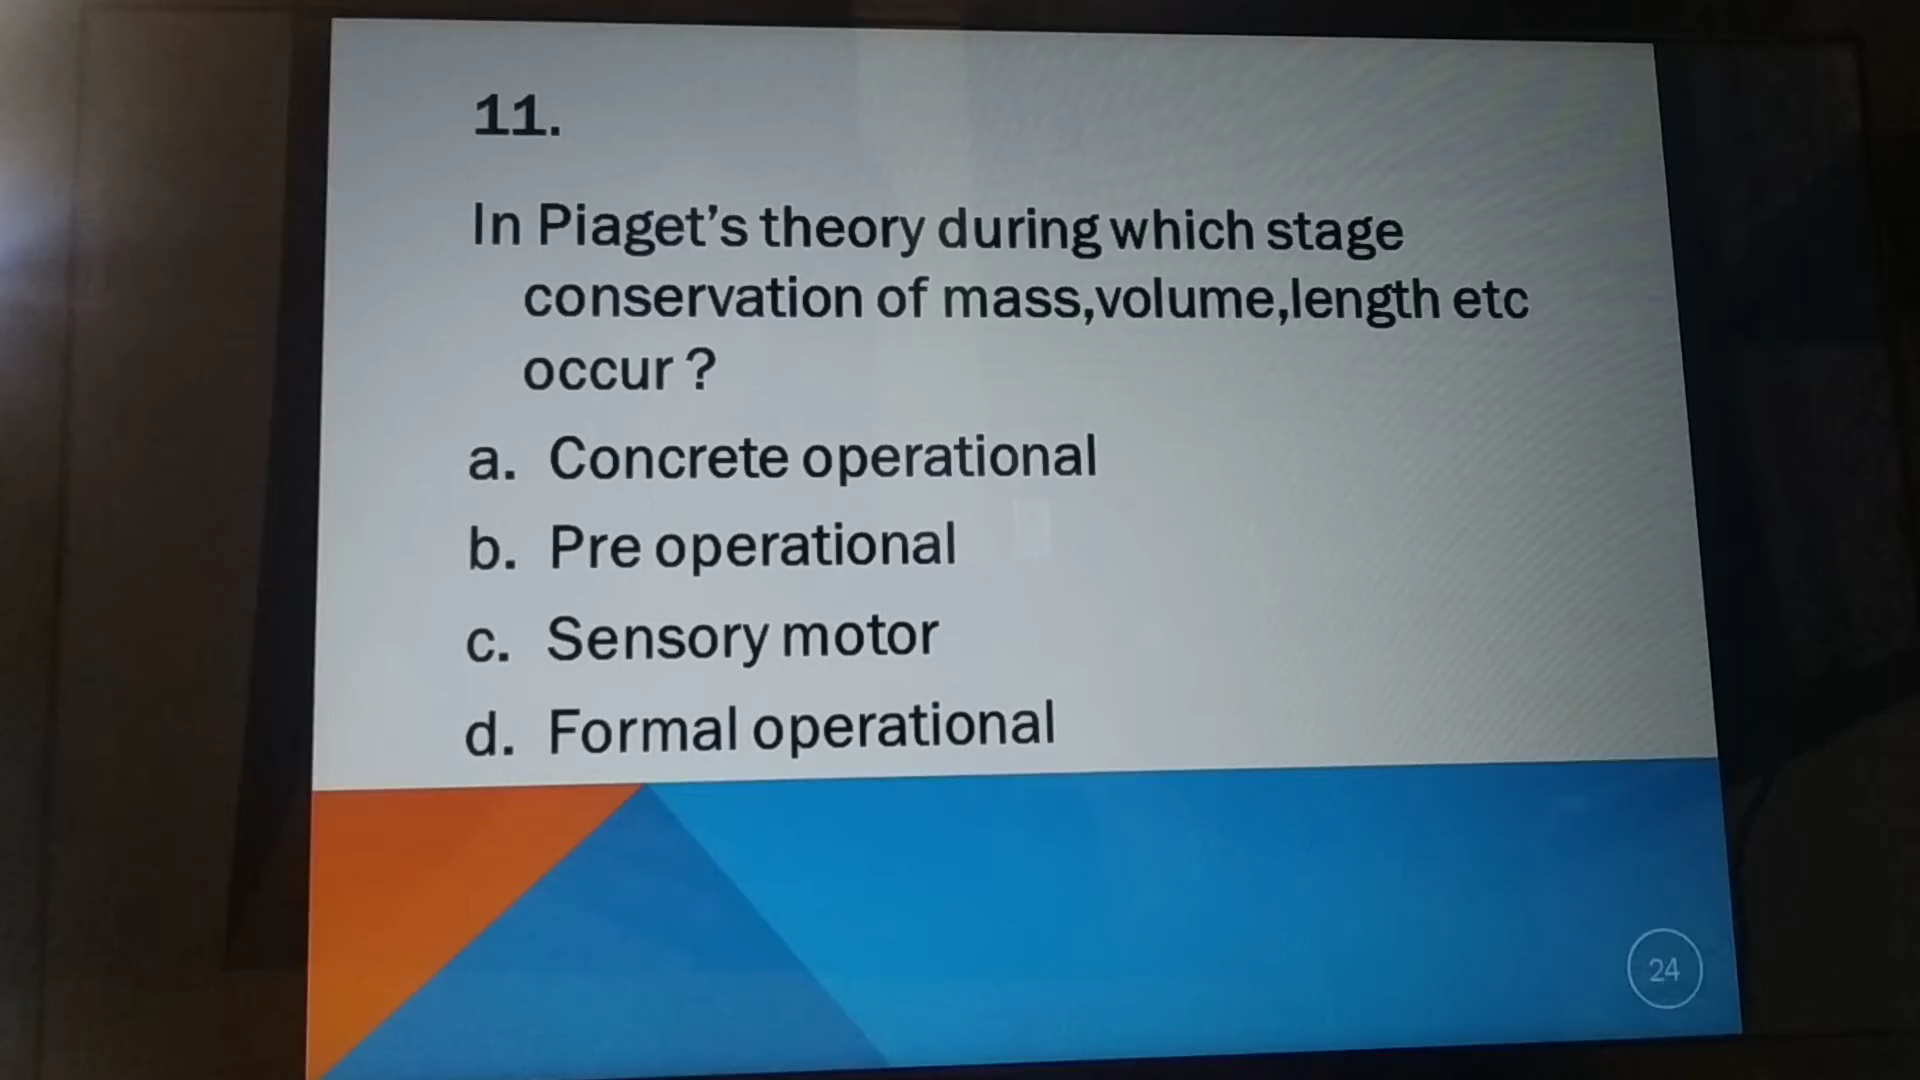 11.
In Piaget's theory during which stage
conservation of mass,volume,length etc
occur ?
a. Concrete operational
b. Pre operational
c. Sensory motor
d. Formal operational
24